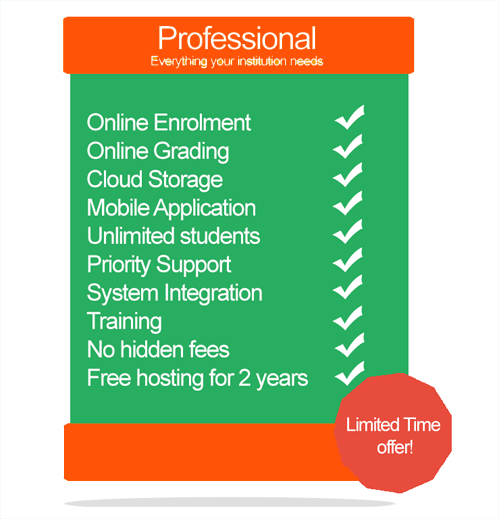 Professional
Everything your institution needs
Online Enrolment
Online Grading
Cloud Storage
Mobile Application
Unlimited students
Priority Support
System Integration
Training
No hidden fees
Free hosting for 2 years
Limited Time
offer!